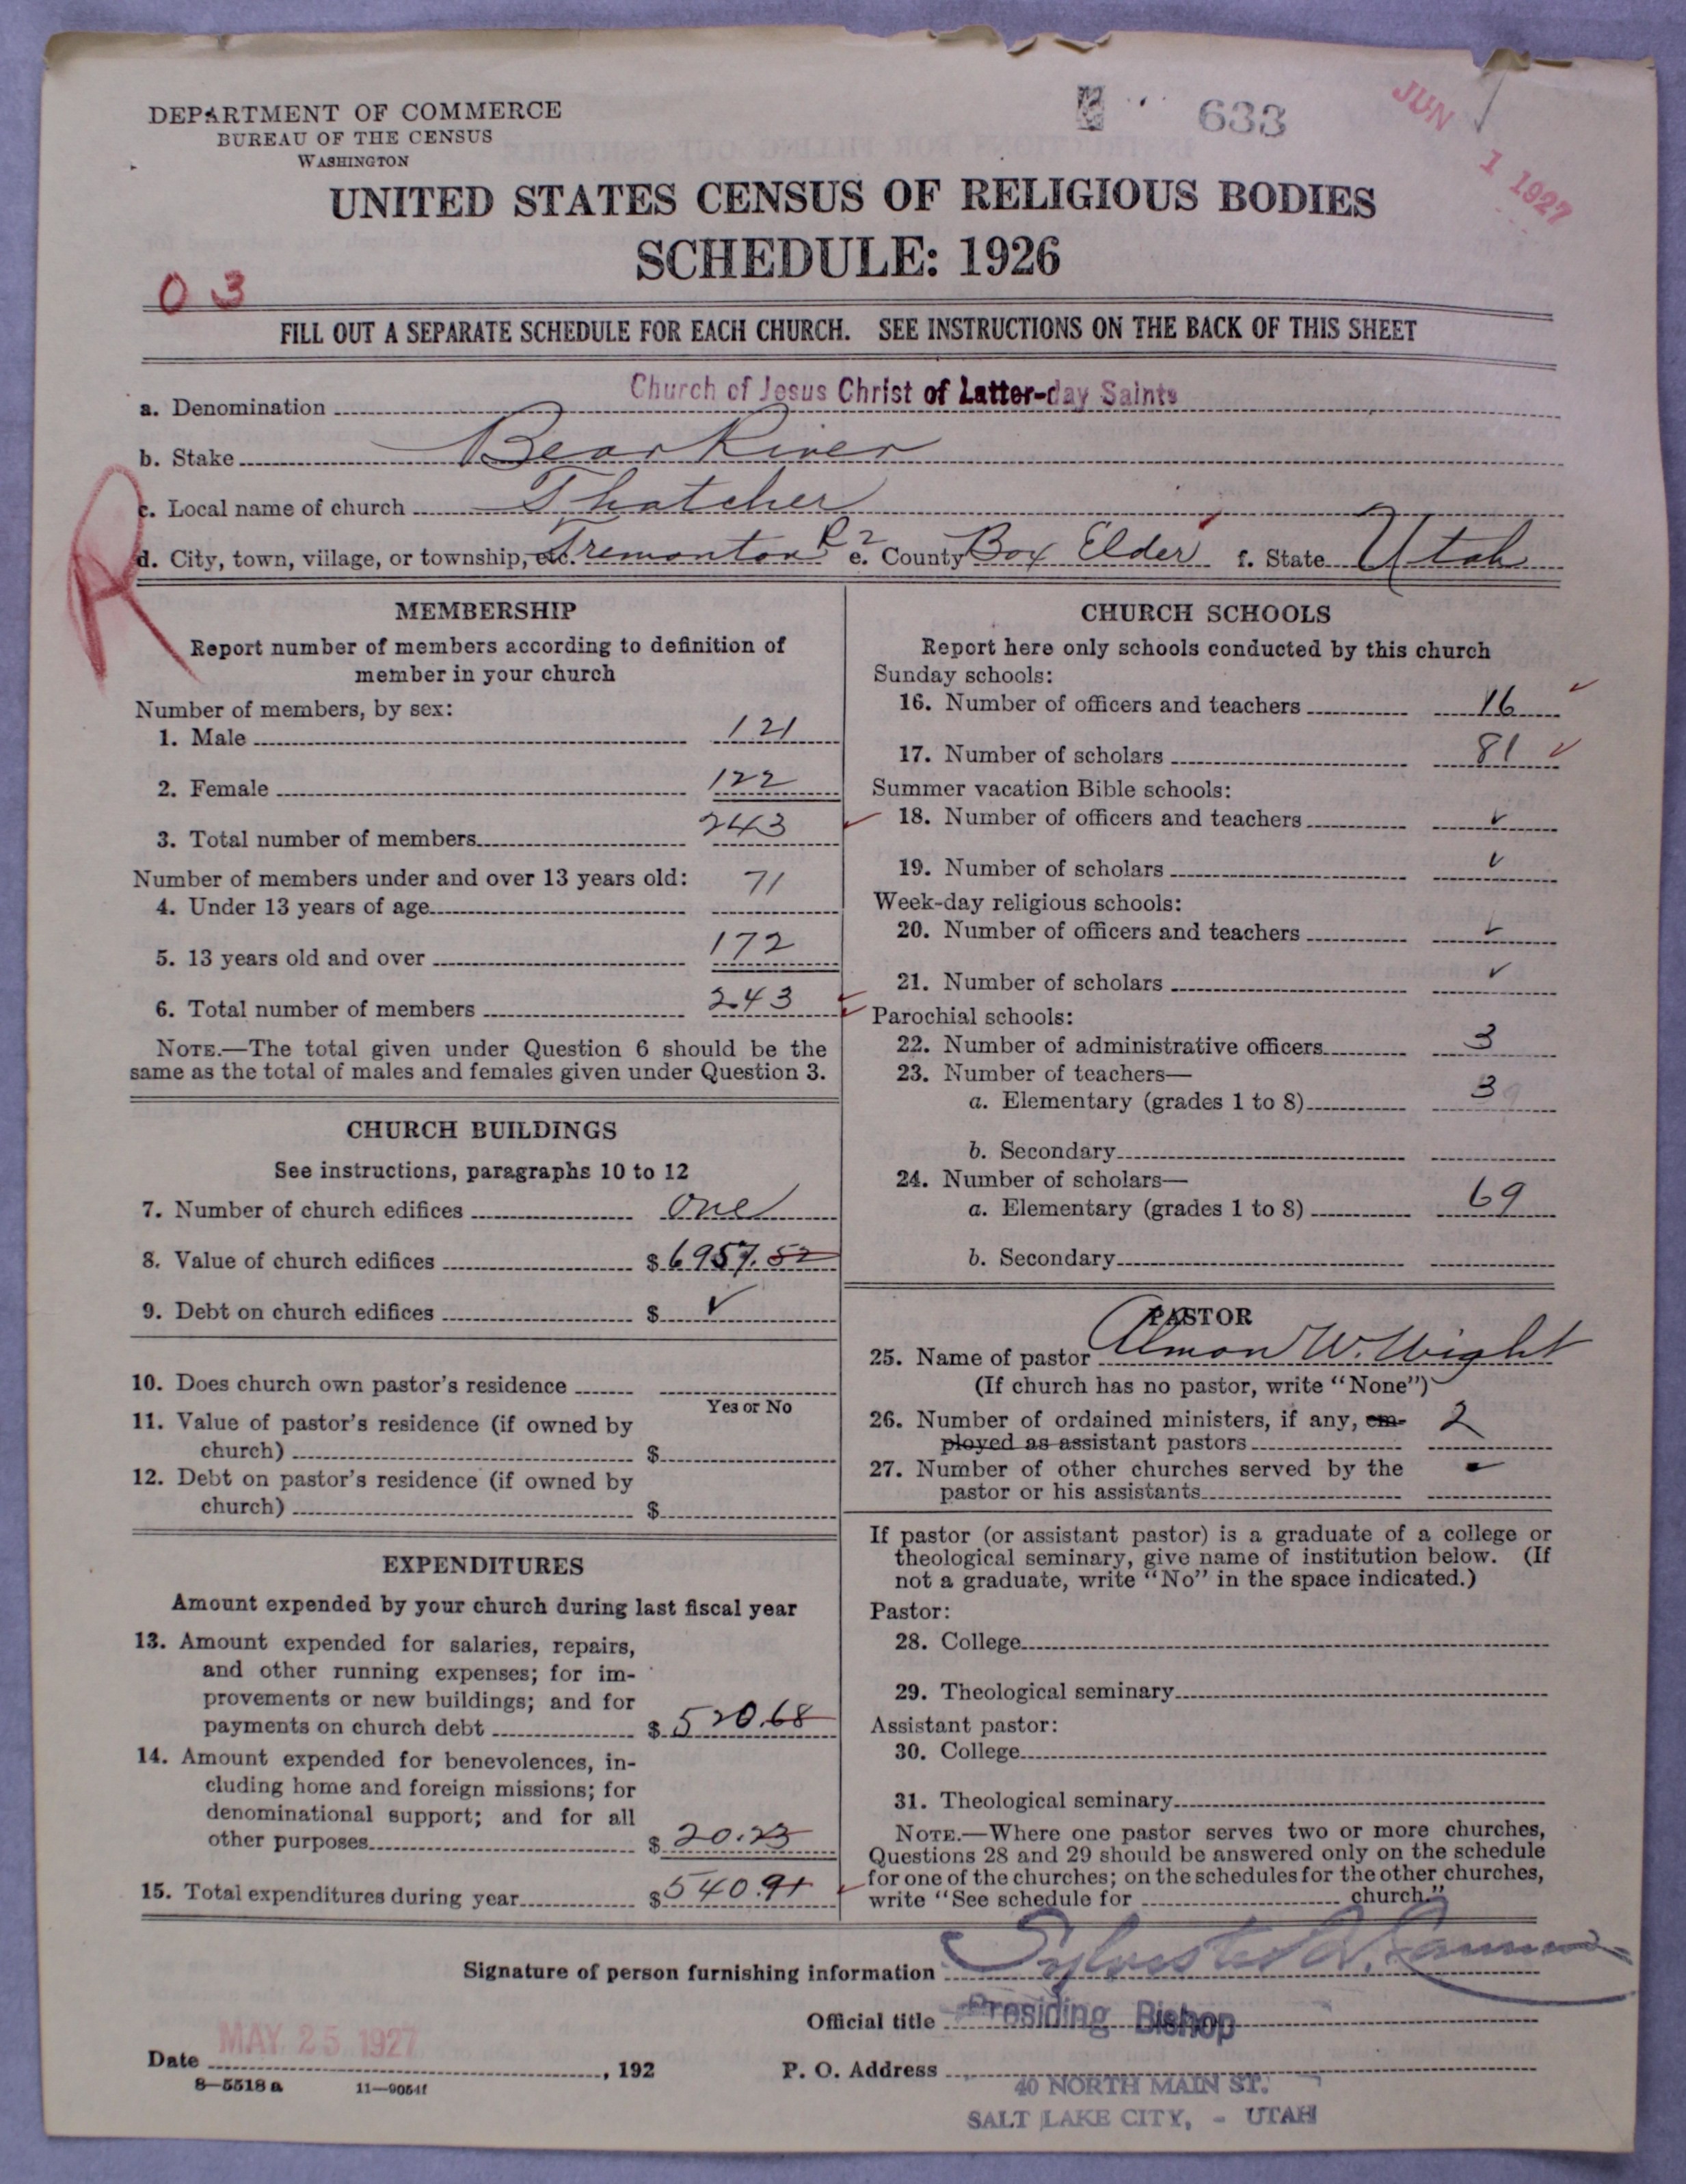 DEPARTMENT OF COMMERCE
BUREAU OF THE CENSUS
WASHINGTON
633
JUN 1 1927
UNITED STATES CENSUS OF RELIGIOUS BODIES
SCHEDULE: 1926
03
FILL OUT A SEPARATE SCHEDULE FOR EACH CHURCH. SEE INSTRUCTIONS ON THE BACK OF THIS SHEET
a. Denomination Church of Jesus Christ of Latter-day Saints
b. Stake Bear River
R
c. Local name of church Thatcher
d. City, town, village, or township, etc. Tremonton R2 e. County Box Elder f. State Utah
MEMBERSHIP
Report number of members according to definition of
member in your church
Number of members, by sex:
1. Male 121
2. Female 122
3. Total number of members 243
Number of members under and over 13 years old:
4. Under 13 years of age 71
5. 13 years old and over 172
6. Total number of members 243
NOTE.—The total given under Question 6 should be the
same as the total of males and females given under Question 3.
CHURCH BUILDINGS
See instructions, paragraphs 10 to 12
7. Number of church edifices one
8. Value of church edifices $ 6957.52
9. Debt on church edifices $ ✓
10. Does church own pastor's residence
Yes or No
11. Value of pastor's residence (if owned by
church) $
12. Debt on pastor's residence (if owned by
church) $
EXPENDITURES
Amount expended by your church during last fiscal year
13. Amount expended for salaries, repairs,
and other running expenses; for im-
provements or new buildings; and for
payments on church debt $ 520.68
14. Amount expended for benevolences, in-
cluding home and foreign missions; for
denominational support; and for all
other purposes $ 20.23
15. Total expenditures during year $ 540.91
CHURCH SCHOOLS
Report here only schools conducted by this church
Sunday schools:
16. Number of officers and teachers 16
17. Number of scholars 81
Summer vacation Bible schools:
18. Number of officers and teachers ✓
19. Number of scholars ✓
Week-day religious schools:
20. Number of officers and teachers ✓
21. Number of scholars ✓
Parochial schools:
22. Number of administrative officers 3
23. Number of teachers—
a. Elementary (grades 1 to 8) 3
b. Secondary
24. Number of scholars—
a. Elementary (grades 1 to 8) 69
b. Secondary
PASTOR
25. Name of pastor Almon W. Wight
(If church has no pastor, write "None")
26. Number of ordained ministers, if any, em-
ployed as assistant pastors 2
27. Number of other churches served by the
pastor or his assistants -
If pastor (or assistant pastor) is a graduate of a college or
theological seminary, give name of institution below. (If
not a graduate, write "No" in the space indicated.)
Pastor:
28. College
29. Theological seminary
Assistant pastor:
30. College
31. Theological seminary
NOTE.—Where one pastor serves two or more churches,
Questions 28 and 29 should be answered only on the schedule
for one of the churches; on the schedules for the other churches,
write "See schedule for church."
Signature of person furnishing information Sylvester Q. Cannon
Official title Presiding Bishop
Date MAY 25 1927, 192
P. O. Address 40 NORTH MAIN ST.
SALT LAKE CITY, - UTAH
8—5518 a 11—9054f